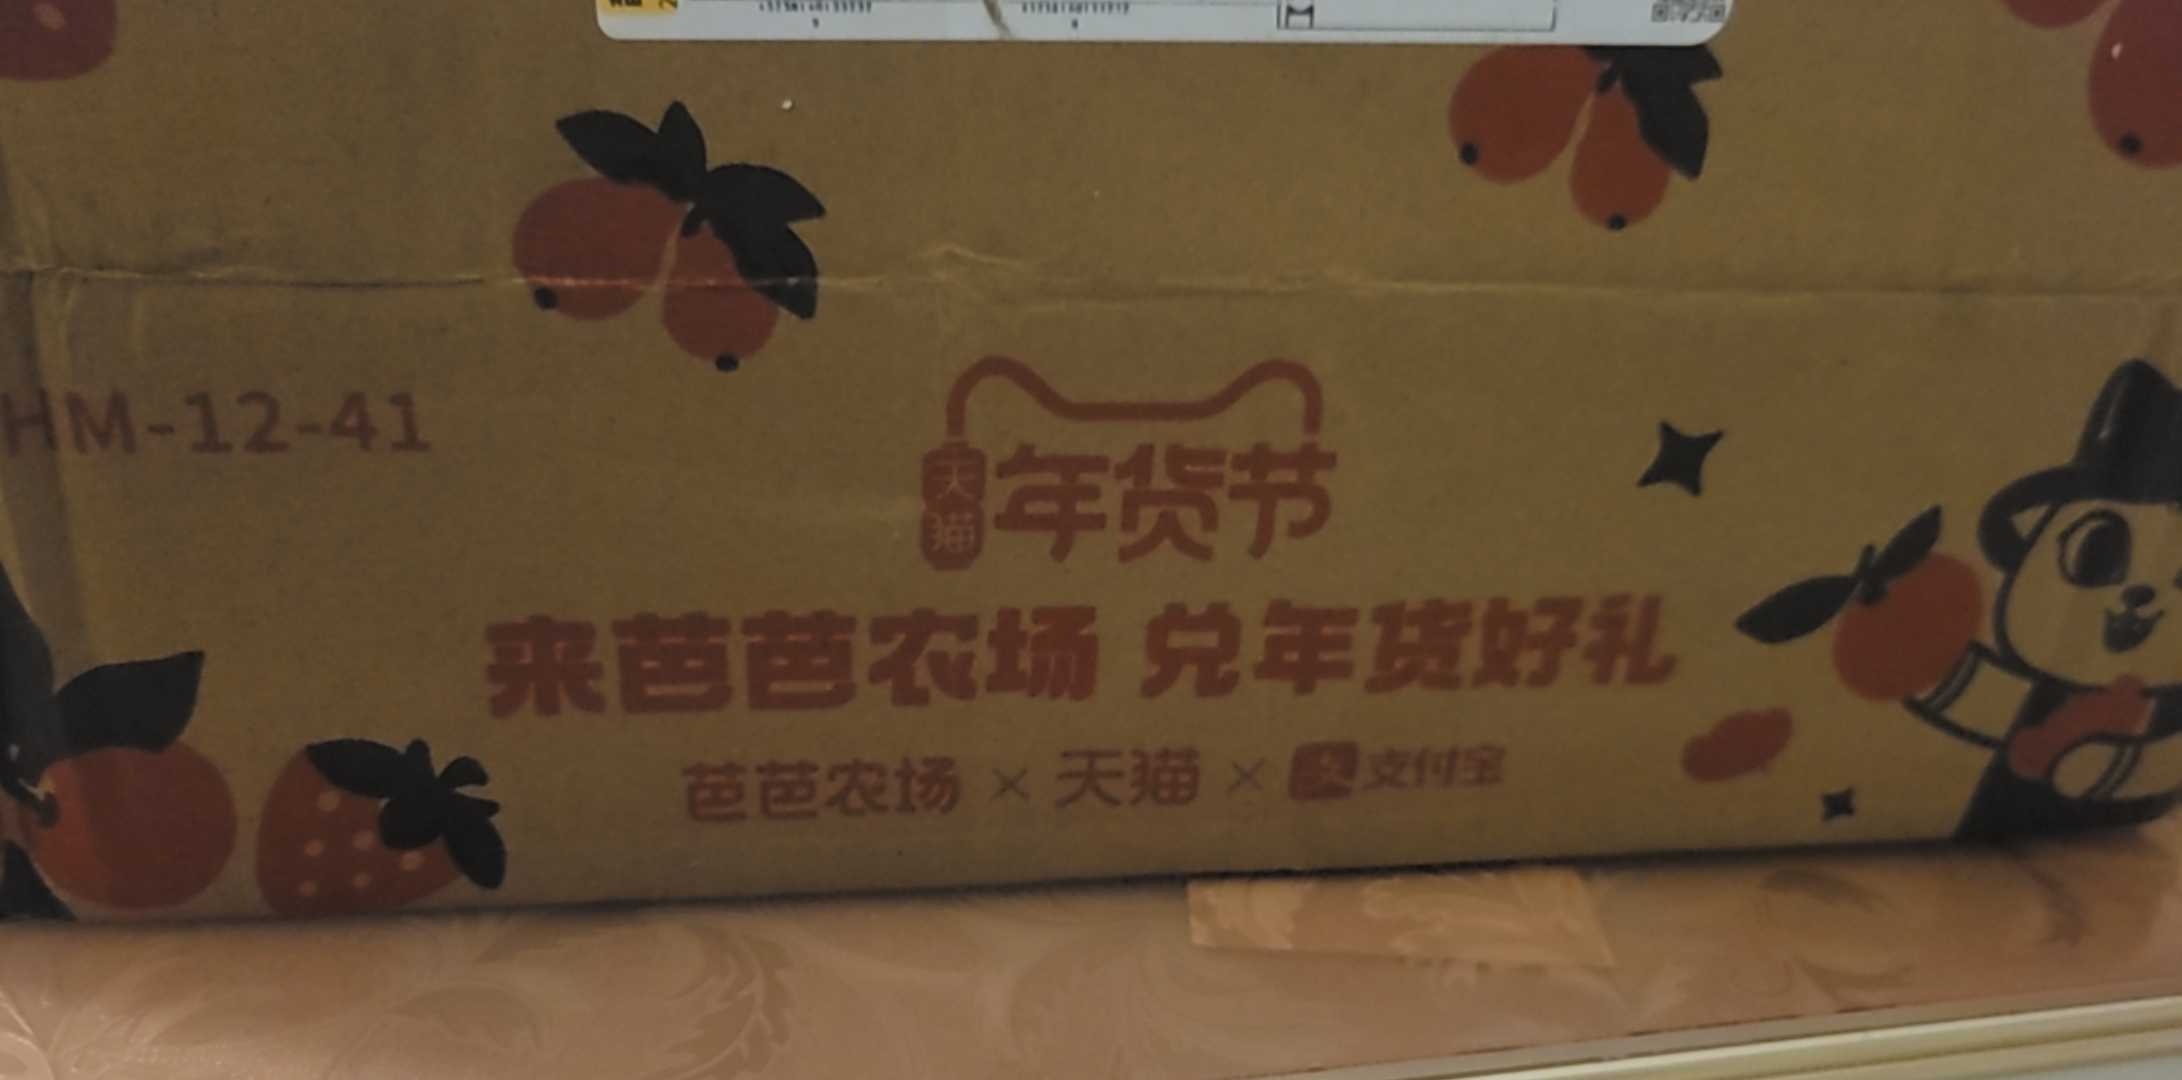 HM-12-41
天猫 年货节
来芭芭农场 兑年货好礼
芭芭农场 × 天猫 × 支 支付宝